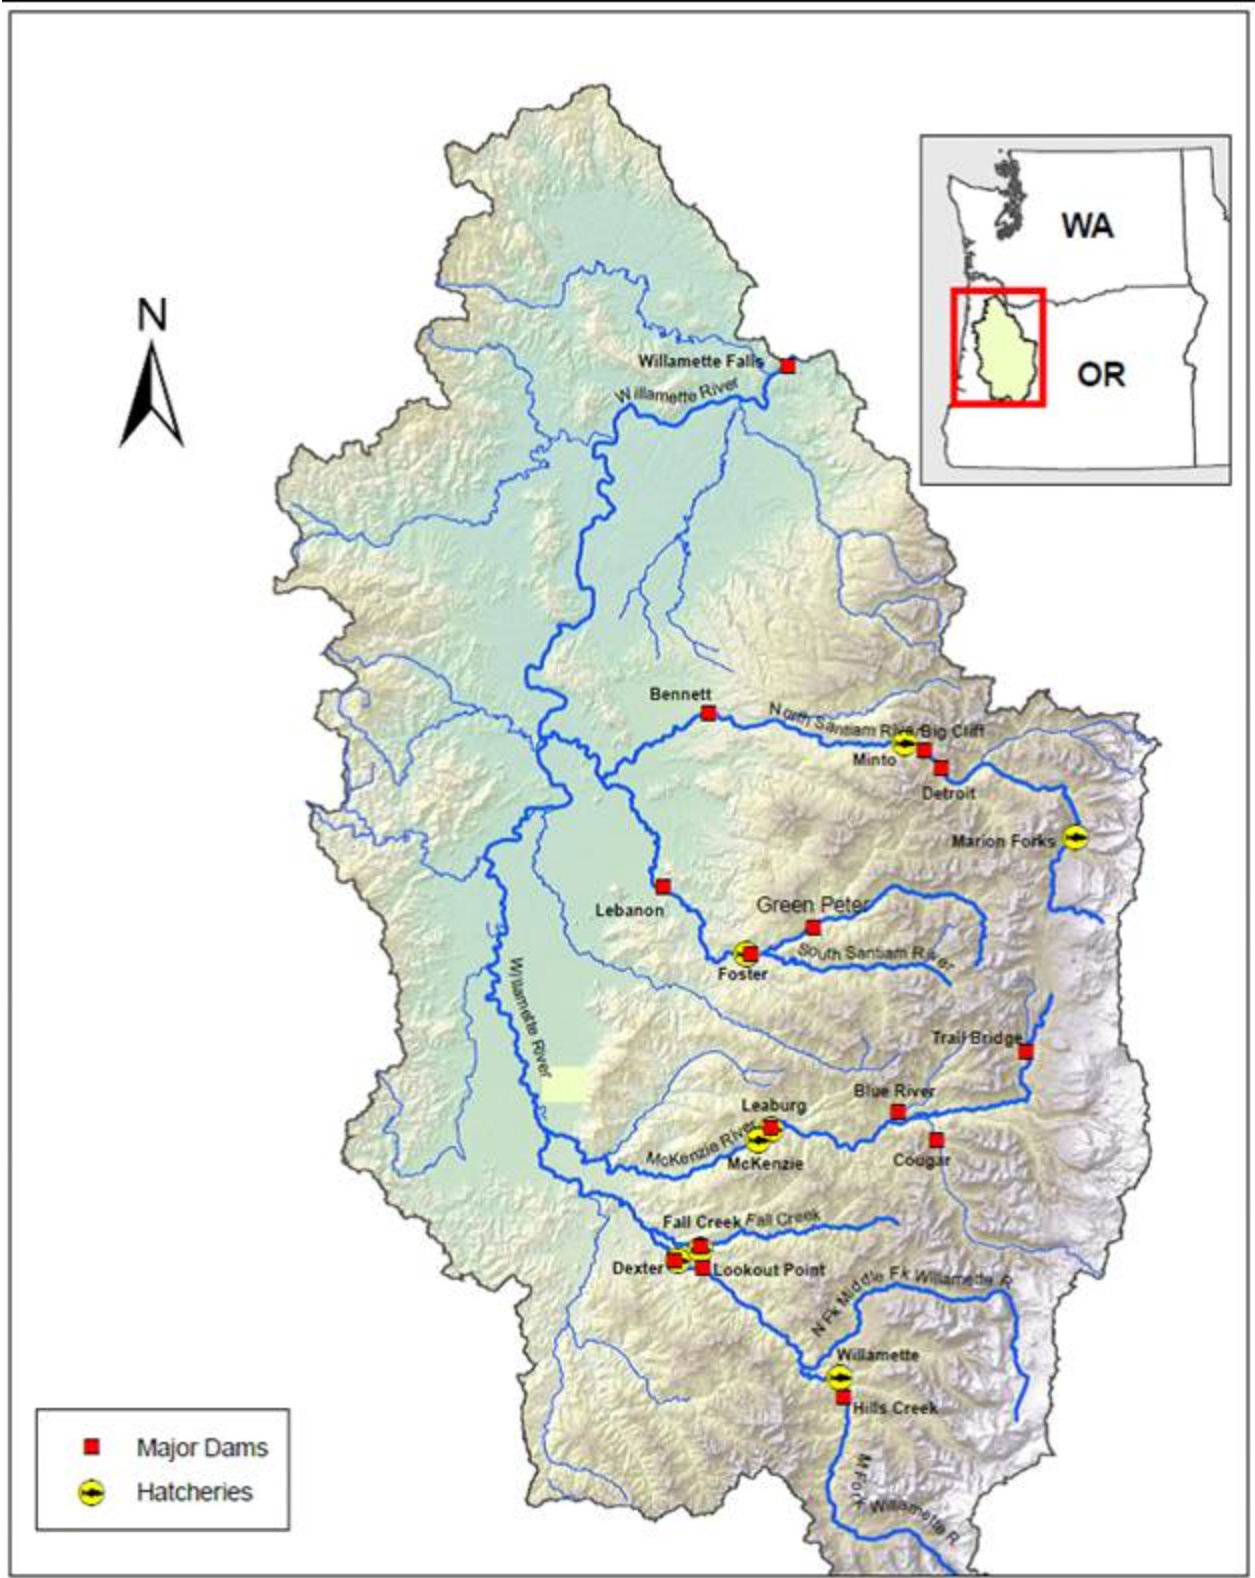 WA
OR
N
Willamette Falls
Willamette River
Bennett
North Santiam River
Big Cliff
Minto
Detroit
Marion Forks
Lebanon
Green Peter
South Santiam River
Foster
Willamette River
Trail Bridge
Blue River
Leaburg
McKenzie River
McKenzie
Cougar
Fall Creek
Fall Creek
Dexter
Lookout Point
N Fk Middle Fk Willamette R
Willamette
Hills Creek
M Fork Willamette R
Major Dams
Hatcheries